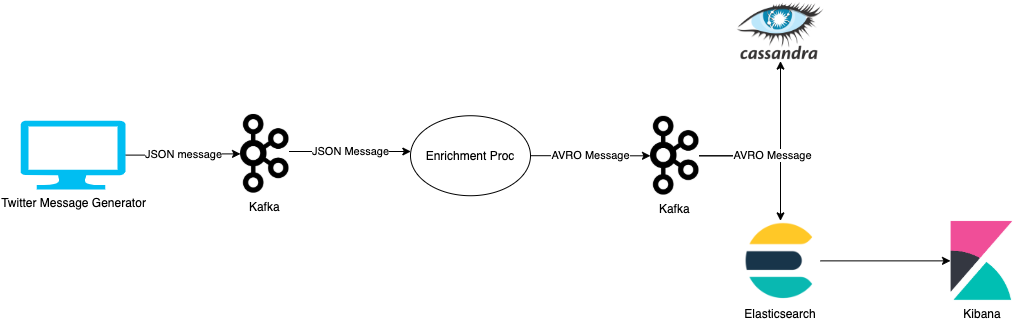 cassandra
JSON message
JSON Message
Enrichment Proc
AVRO Message
AVRO Message
Twitter Message Generator
Kafka
Kafka
Elasticsearch
Kibana